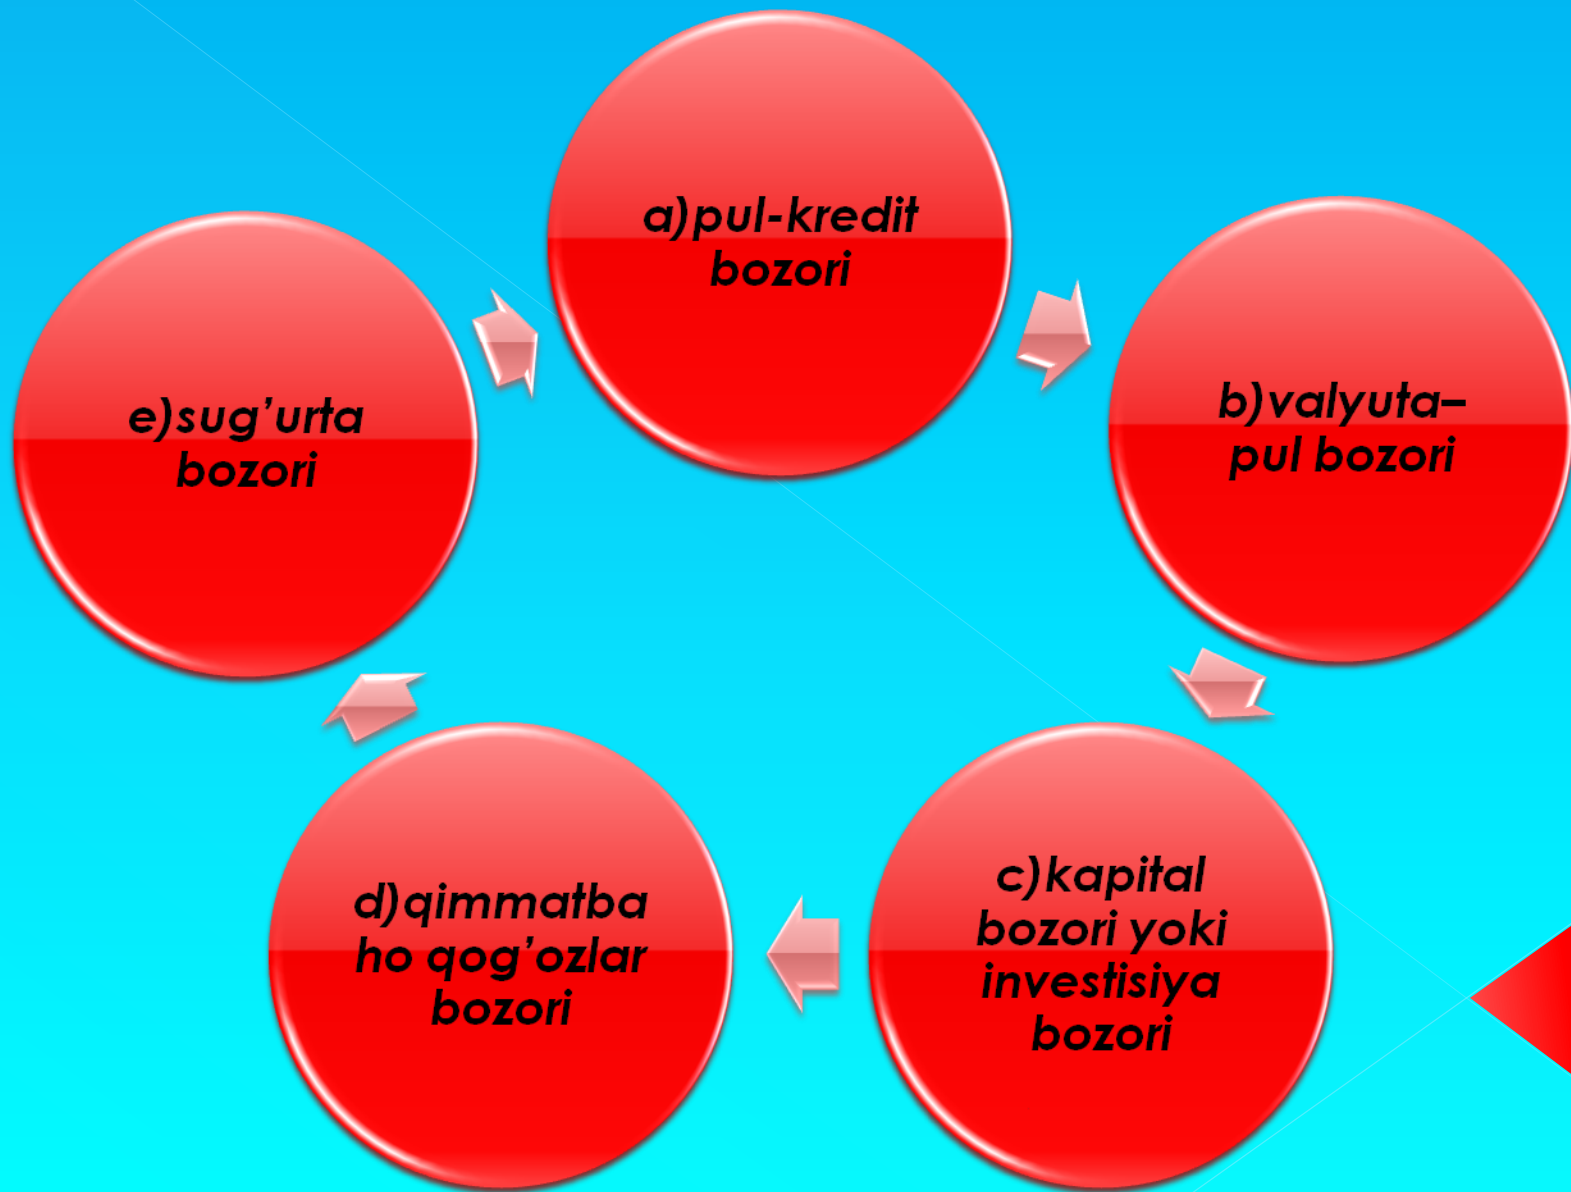 a)pul-kredit
bozori
b)valyuta–
pul bozori
c)kapital
bozori yoki
investisiya
bozori
d)qimmatba
ho qog’ozlar
bozori
e)sug’urta
bozori